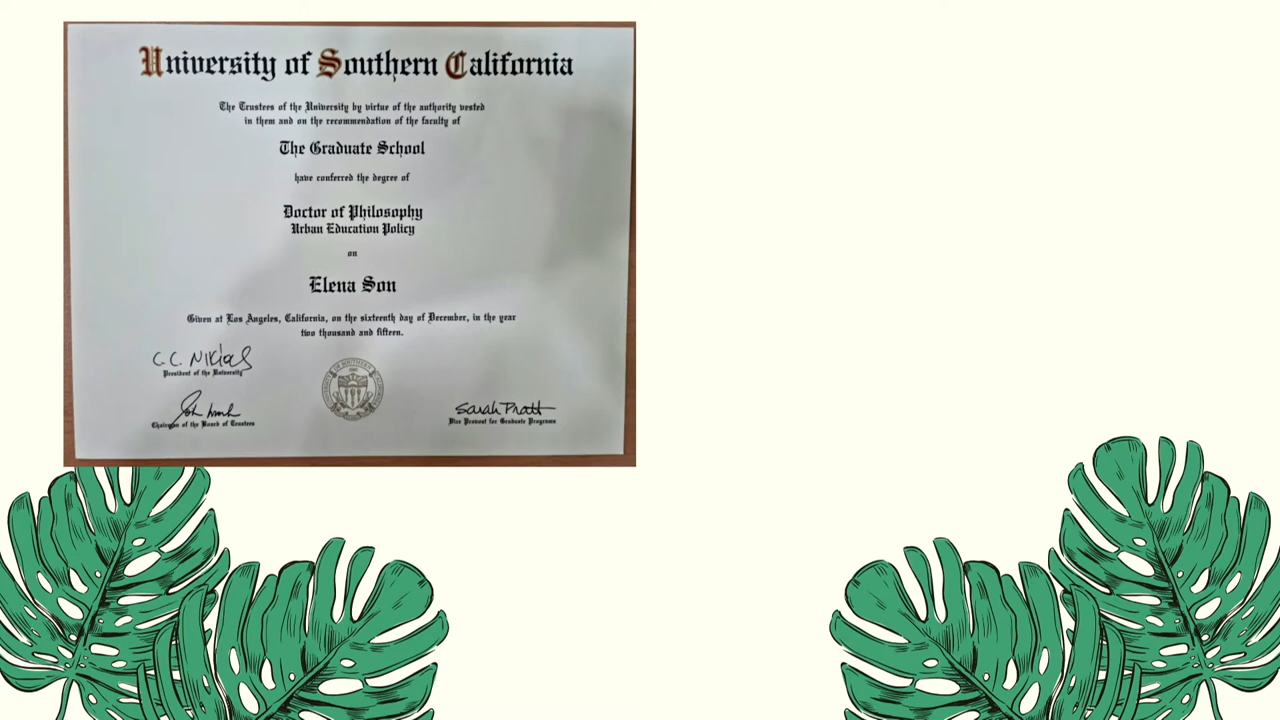 University of Southern California
The Trustees of the University by virtue of the authority vested
in them and on the recommendation of the faculty of
The Graduate School
have conferred the degree of
Doctor of Philosophy
Urban Education Policy
on
Elena Son
Given at Los Angeles, California, on the sixteenth day of December, in the year
two thousand and fifteen.
C. C. Nikias
President of the University
Chairman of the Board of Trustees
Sarah Pratt
Vice Provost for Graduate Programs